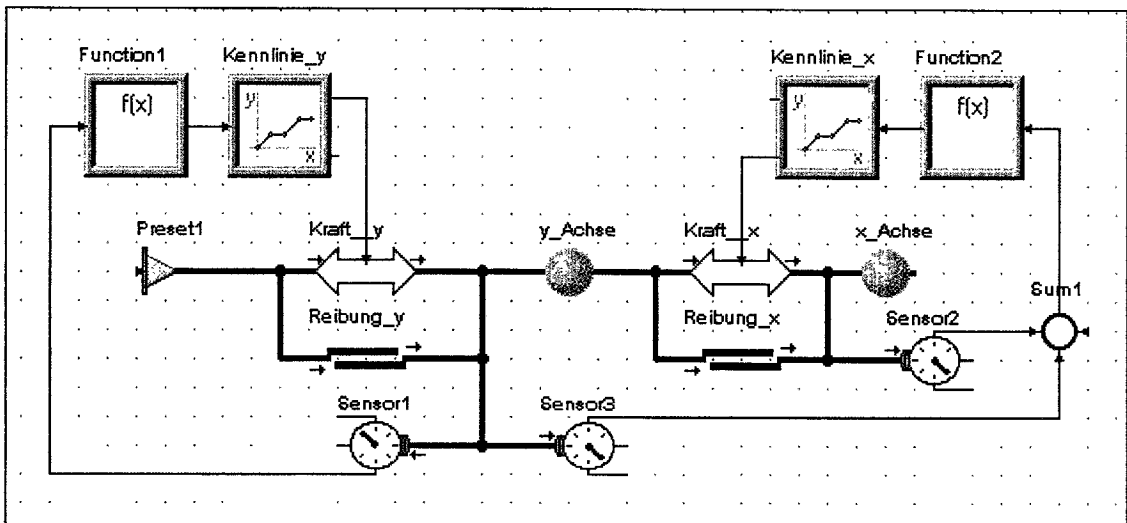 Function1
Kennlinie_y
Kennlinie_x
Function2
f(x)
y
x
y
x
f(x)
Preset1
Kraft_y
y_Achse
Kraft_x
x_Achse
Sum1
Reibung_y
Reibung_x
Sensor2
Sensor1
Sensor3